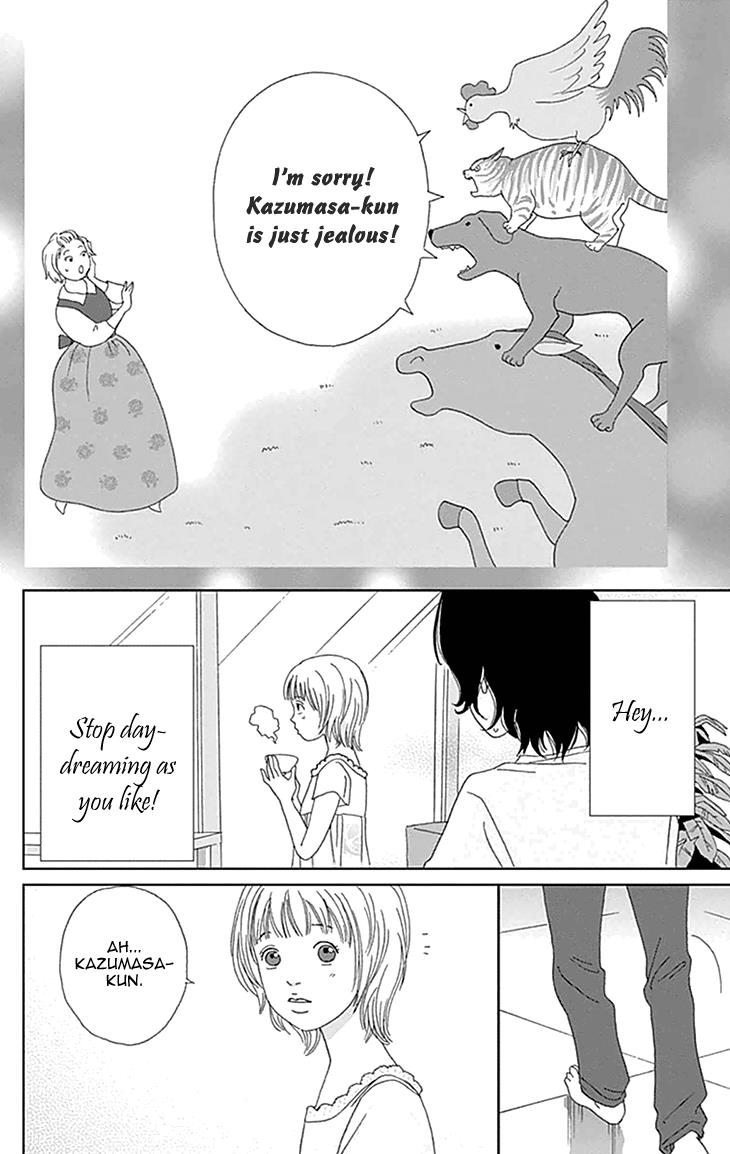 I'm sorry!
Kazumasa-kun
is just jealous!
Hey...
Stop day-
dreaming as
you like!
AH...
KAZUMASA-
KUN.